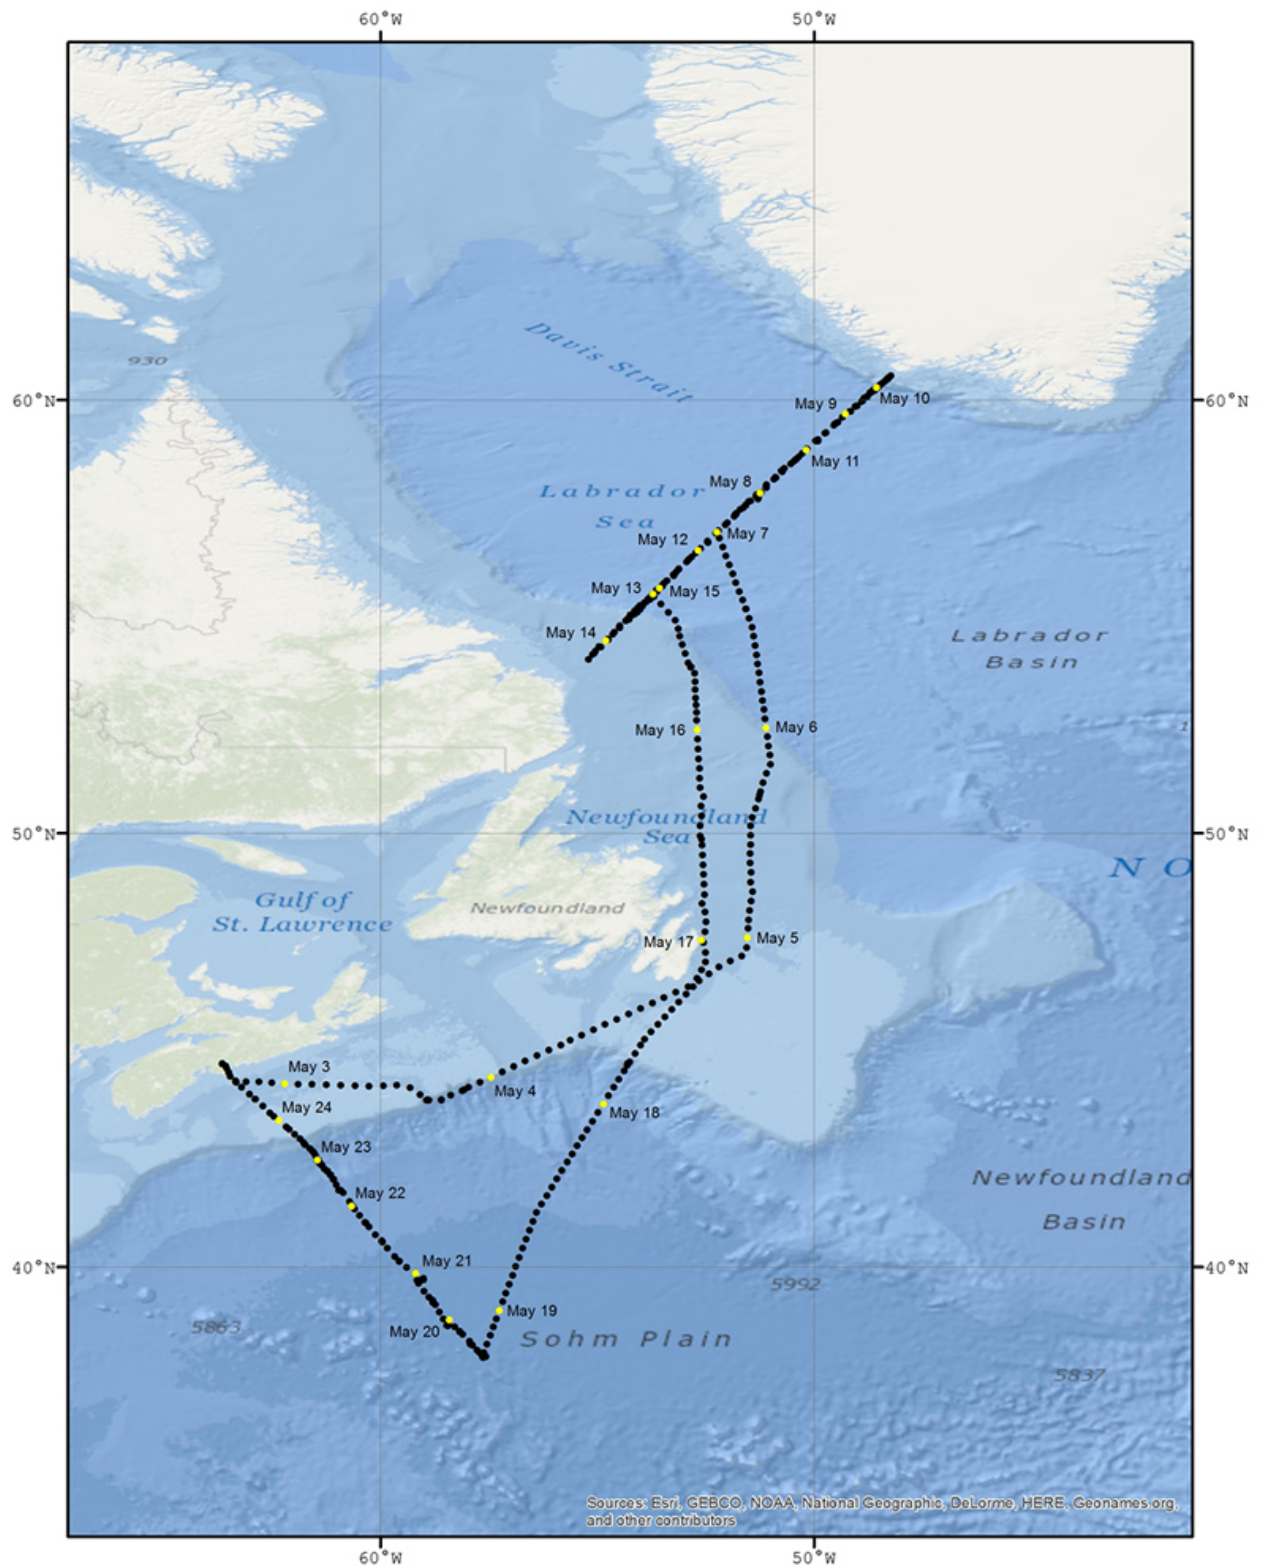 60°W 50°W
Davis Strait
930
60°N 60°N
May 9
May 10
May 11
May 8
Labrador
Sea
May 7
May 12
May 13
May 15
May 14
Labrador
Basin
May 16
May 6
Newfoundland
Sea
50°N 50°N
N O
Gulf of
St. Lawrence
Newfoundland
May 17
May 5
May 3
May 4
May 24
May 18
May 23
Newfoundland
Basin
May 22
May 21
40°N 40°N
5992
May 19
May 20
5863
Sohm Plain
5837
Sources: Esri, GEBCO, NOAA, National Geographic, DeLorme, HERE, Geonames.org,
and other contributors
60°W 50°W